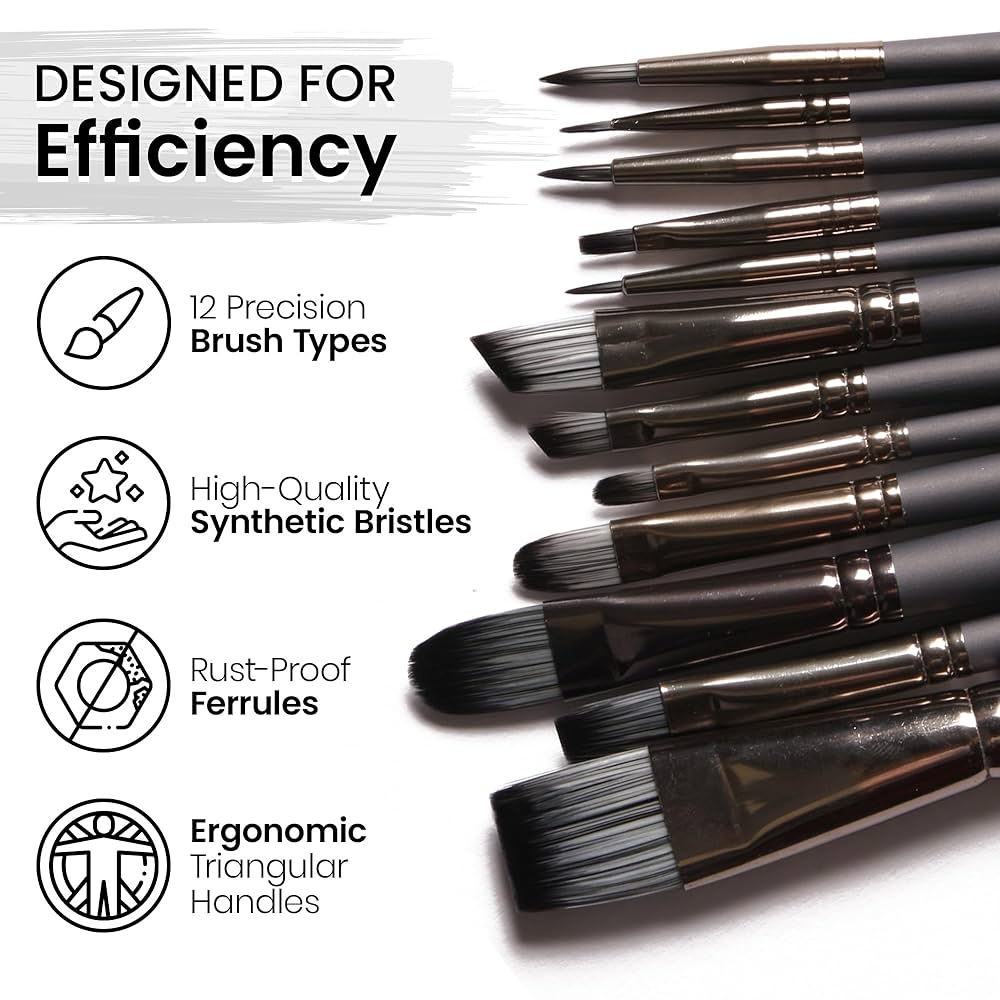 DESIGNED FOR
Efficiency
12 Precision
Brush Types
High-Quality
Synthetic Bristles
Rust-Proof
Ferrules
Ergonomic
Triangular
Handles